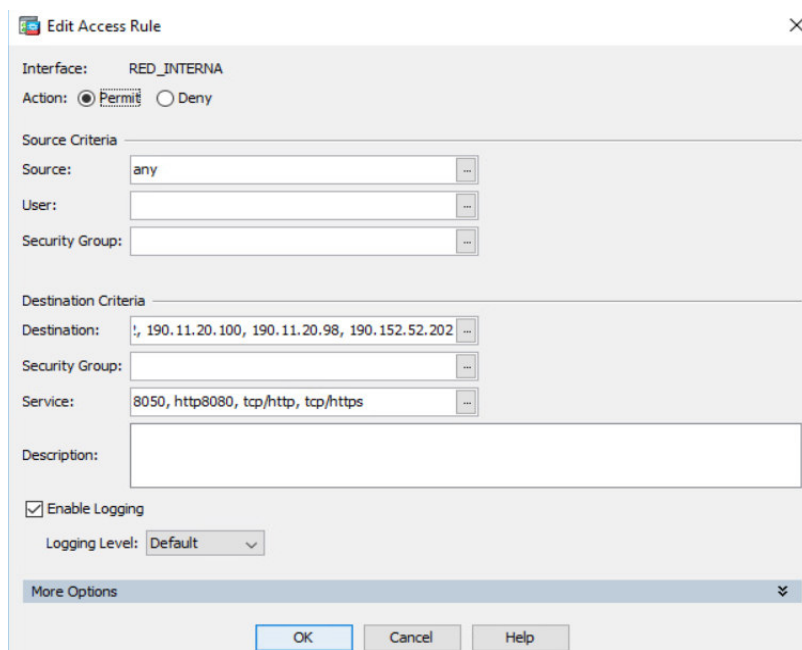 Edit Access Rule
Interface: RED_INTERNA
Action: Permit Deny
Source Criteria
Source: any ...
User: ...
Security Group: ...
Destination Criteria
Destination: , 190.11.20.100, 190.11.20.98, 190.152.52.202 ...
Security Group: ...
Service: 8050, http8080, tcp/http, tcp/https ...
Description:
Enable Logging
Logging Level: Default
More Options
OK Cancel Help